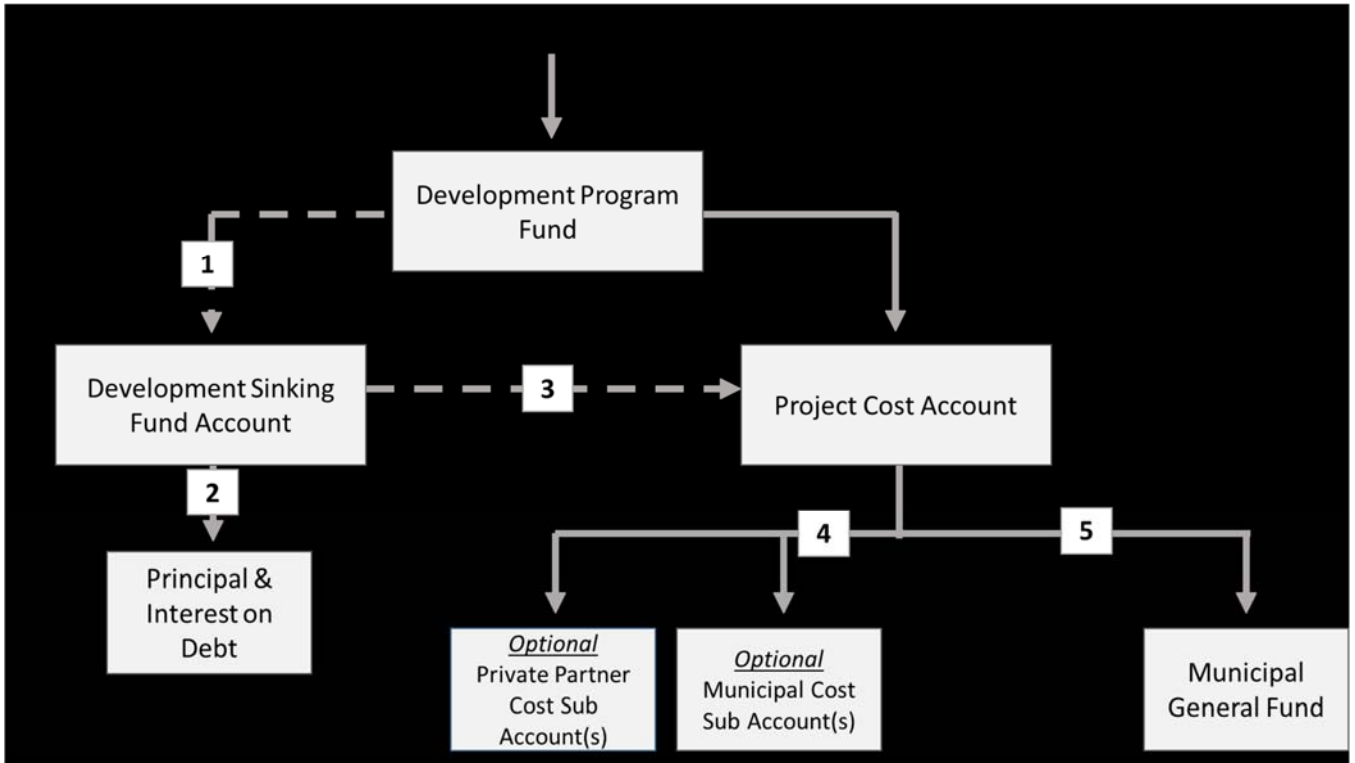 Development Program
Fund
1
Development Sinking
Fund Account
3
Project Cost Account
2
4
5
Principal &
Interest on
Debt
Optional
Private Partner
Cost Sub
Account(s)
Optional
Municipal Cost
Sub Account(s)
Municipal
General Fund